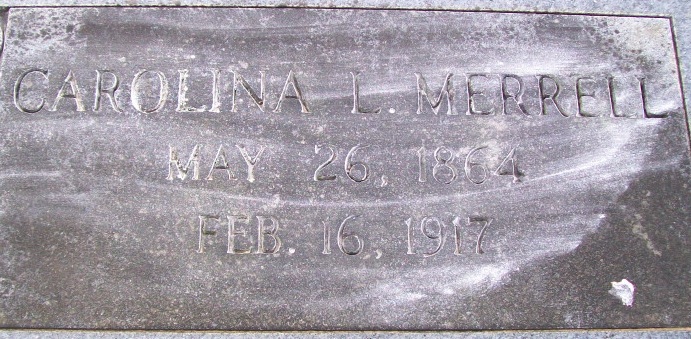 CAROLINA L. MERRELL
MAY 26, 1864
FEB. 16, 1917